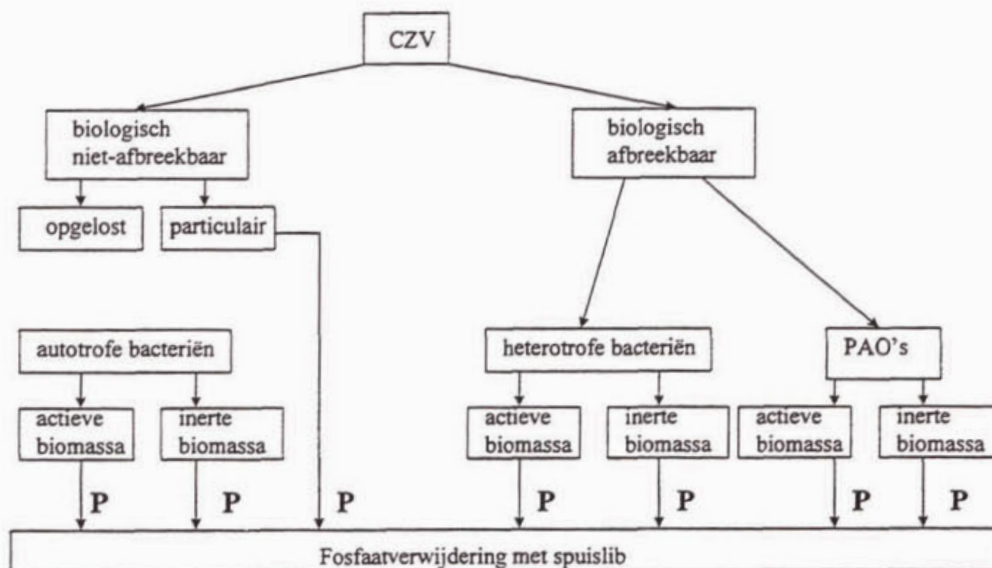 CZV
biologisch
niet-afbreekbaar
biologisch
afbreekbaar
opgelost
particulair
autotrofe bacteriën
heterotrofe bacteriën
PAO's
actieve
biomassa
inerte
biomassa
actieve
biomassa
inerte
biomassa
actieve
biomassa
inerte
biomassa
P
P
P
P
P
P
P
Fosfaatverwijdering met spuislib